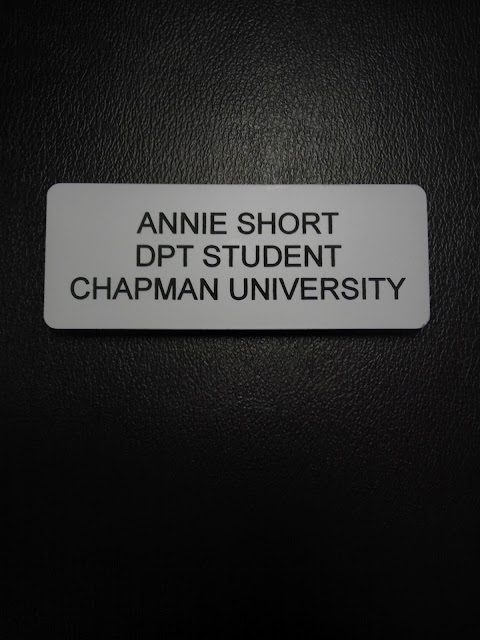 ANNIE SHORT
DPT STUDENT
CHAPMAN UNIVERSITY